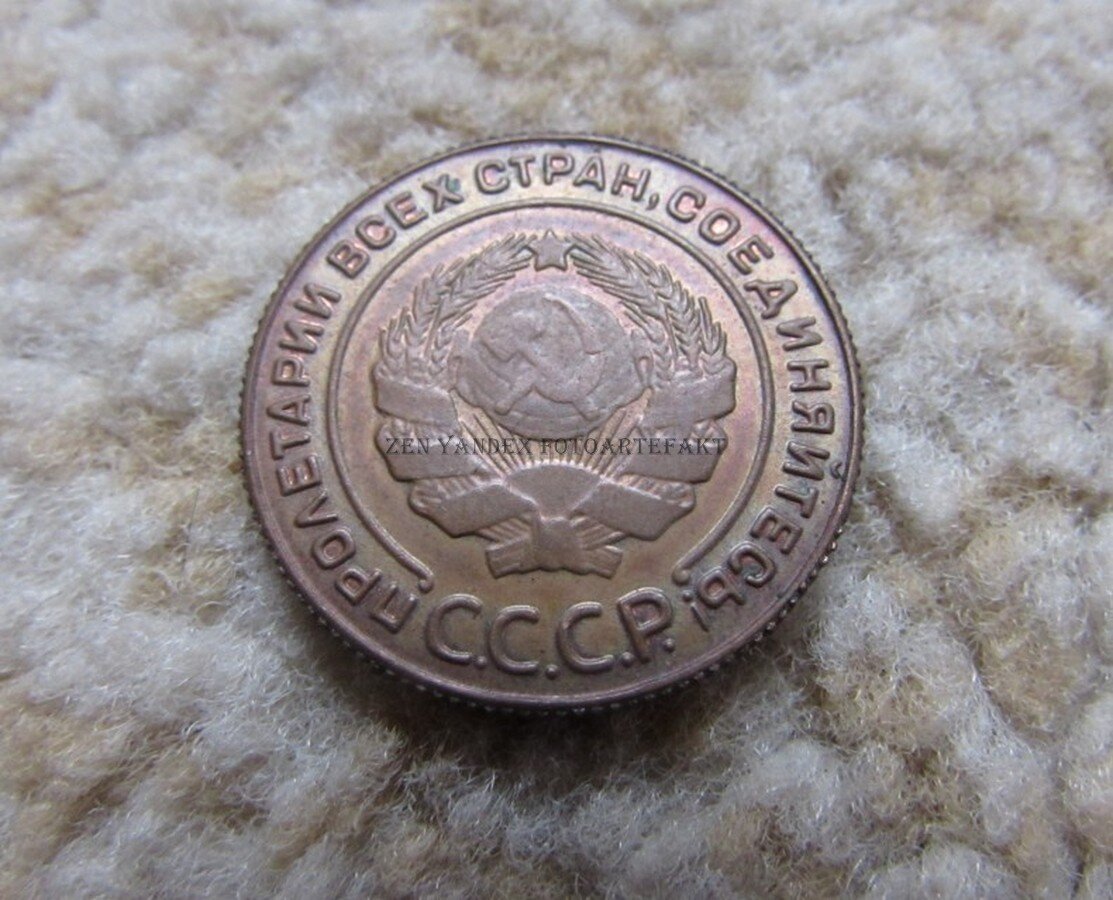 ПРОЛЕТАРИИ ВСЕХ СТРАН, СОЕДИНЯЙТЕСЬ!
ZEN YANDEX FOTOARTEFAKT
С.С.С.Р.